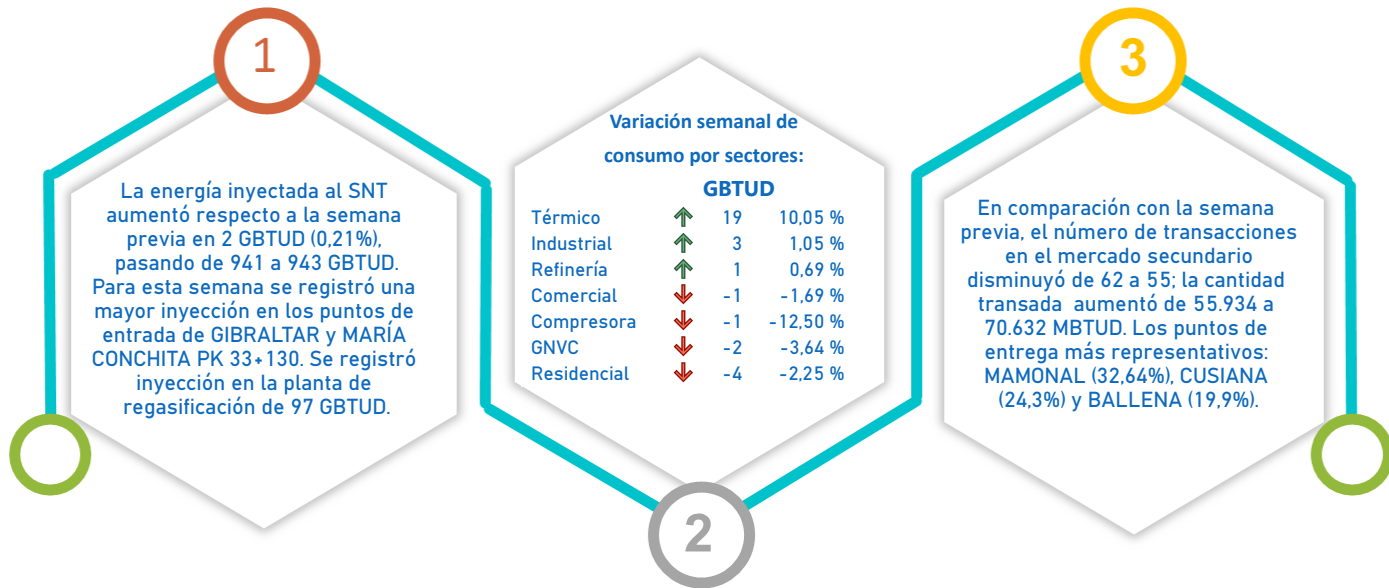 1
La energía inyectada al SNT
aumentó respecto a la semana
previa en 2 GBTUD (0,21%),
pasando de 941 a 943 GBTUD.
Para esta semana se registró una
mayor inyección en los puntos de
entrada de GIBRALTAR y MARÍA
CONCHITA PK 33+130. Se registró
inyección en la planta de
regasificación de 97 GBTUD.
Variación semanal de
consumo por sectores:
GBTUD
Térmico 19 10,05 %
Industrial 3 1,05 %
Refinería 1 0,69 %
Comercial -1 -1,69 %
Compresora -1 -12,50 %
GNVC -2 -3,64 %
Residencial -4 -2,25 %
2
3
En comparación con la semana
previa, el número de transacciones
en el mercado secundario
disminuyó de 62 a 55; la cantidad
transada aumentó de 55.934 a
70.632 MBTUD. Los puntos de
entrega más representativos:
MAMONAL (32,64%), CUSIANA
(24,3%) y BALLENA (19,9%).